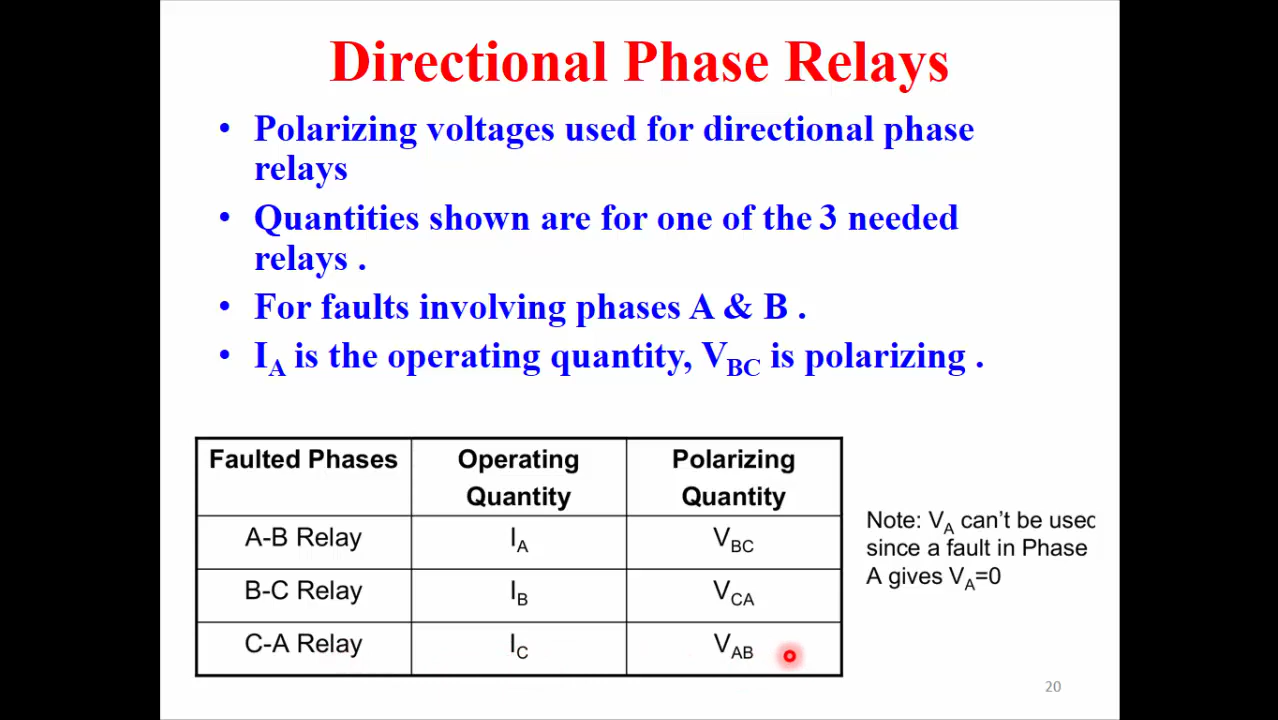 Directional Phase Relays
• Polarizing voltages used for directional phase
relays
• Quantities shown are for one of the 3 needed
relays .
• For faults involving phases A & B .
• I_A is the operating quantity, V_BC is polarizing .
Faulted Phases Operating Polarizing
Quantity Quantity
A-B Relay I_A V_BC
B-C Relay I_B V_CA
C-A Relay I_C V_AB
Note: V_A can't be used
since a fault in Phase
A gives V_A=0
20